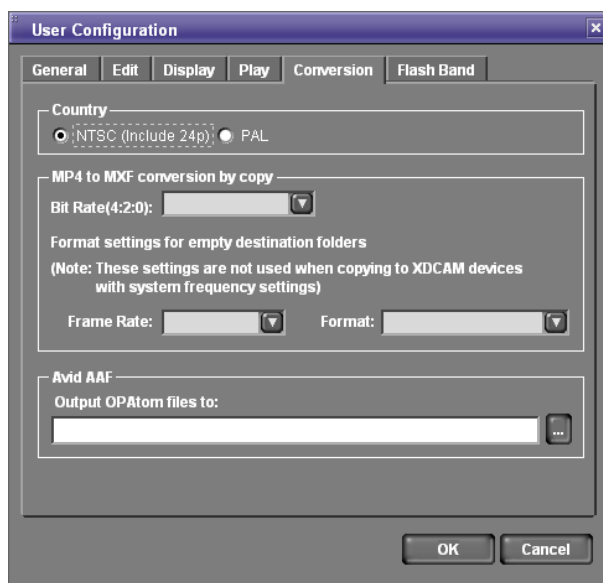 User Configuration
General Edit Display Play Conversion Flash Band
Country
NTSC (Include 24p) PAL
MP4 to MXF conversion by copy
Bit Rate(4:2:0):
Format settings for empty destination folders
(Note: These settings are not used when copying to XDCAM devices
with system frequency settings)
Frame Rate: Format:
Avid AAF
Output OPAtom files to:
...
OK Cancel